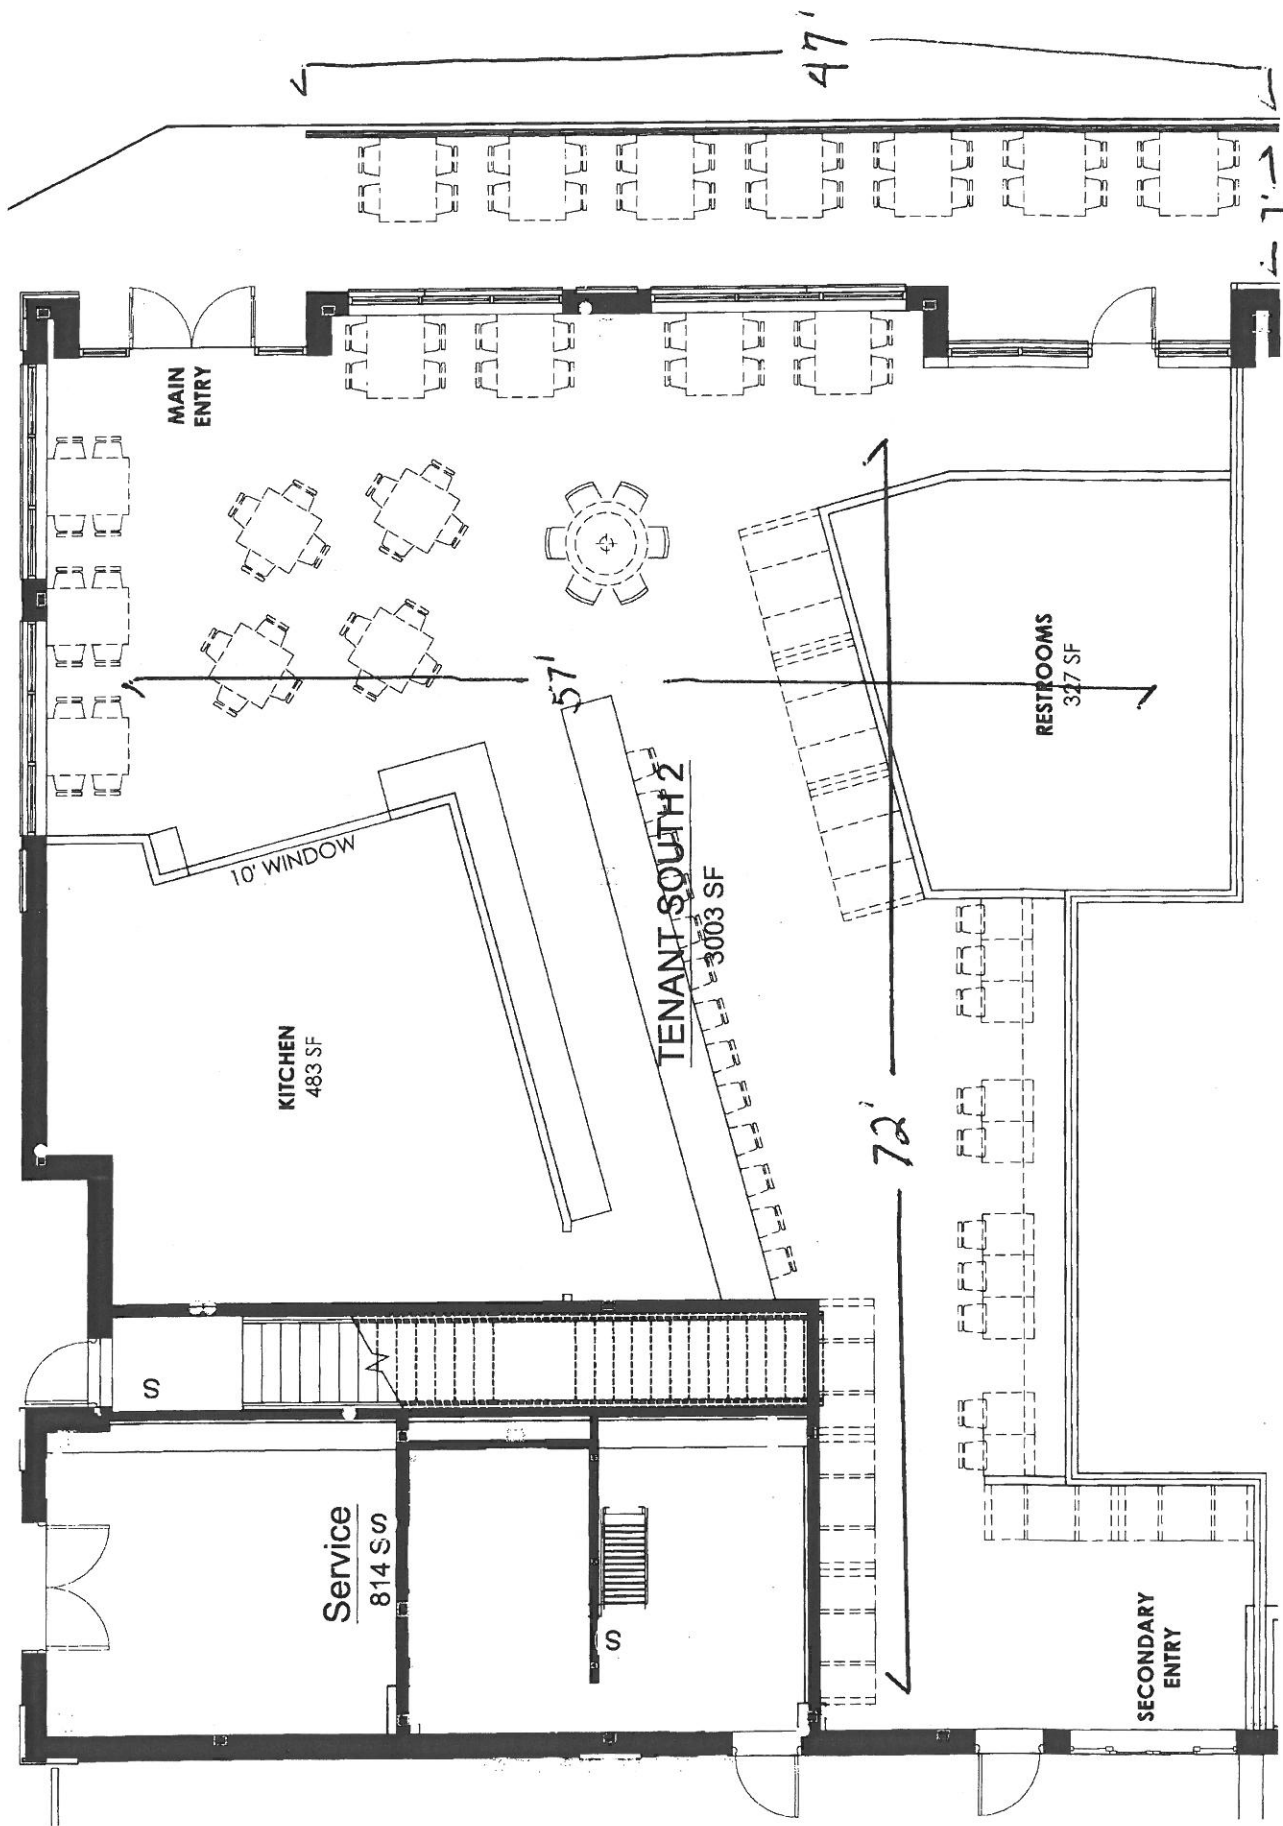 47'
7'
MAIN
ENTRY
57'
RESTROOMS
327 SF
10' WINDOW
TENANT SOUTH 2
3003 SF
KITCHEN
483 SF
72'
S
Service
814 S S
S
SECONDARY
ENTRY